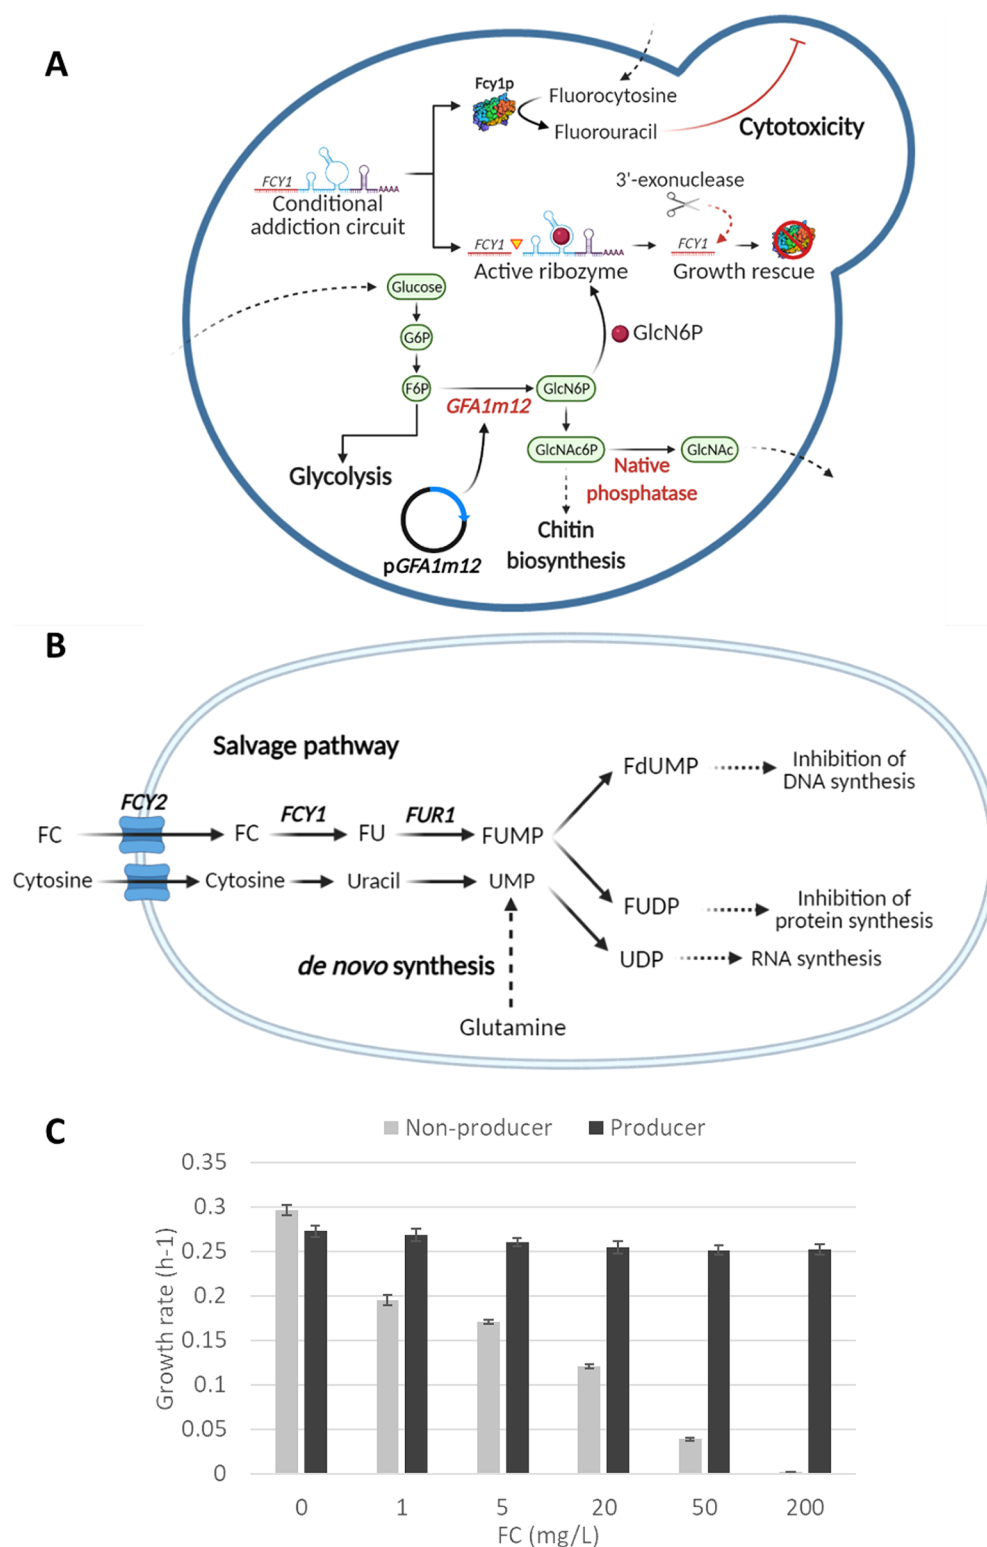 A
Fcy1p
Fluorocytosine
Fluorouracil
Cytotoxicity
FCY1
AAAA
Conditional
addiction circuit
3'-exonuclease
FCY1
AAAA
Active ribozyme
FCY1
Growth rescue
Glucose
G6P
F6P
GFA1m12
GlcN6P
GlcN6P
GlcNAc6P
Native
phosphatase
GlcNAc
Glycolysis
Chitin
biosynthesis
pGFA1m12
B
Salvage pathway
FCY2
FC
FC
FCY1
FU
FUR1
FUMP
Cytosine
Cytosine
Uracil
UMP
FdUMP
Inhibition of
DNA synthesis
FUDP
Inhibition of
protein synthesis
UDP
RNA synthesis
de novo synthesis
Glutamine
C
Non-producer
Producer
Growth rate (h-1)
0.35
0.3
0.25
0.2
0.15
0.1
0.05
0
0 1 5 20 50 200
FC (mg/L)